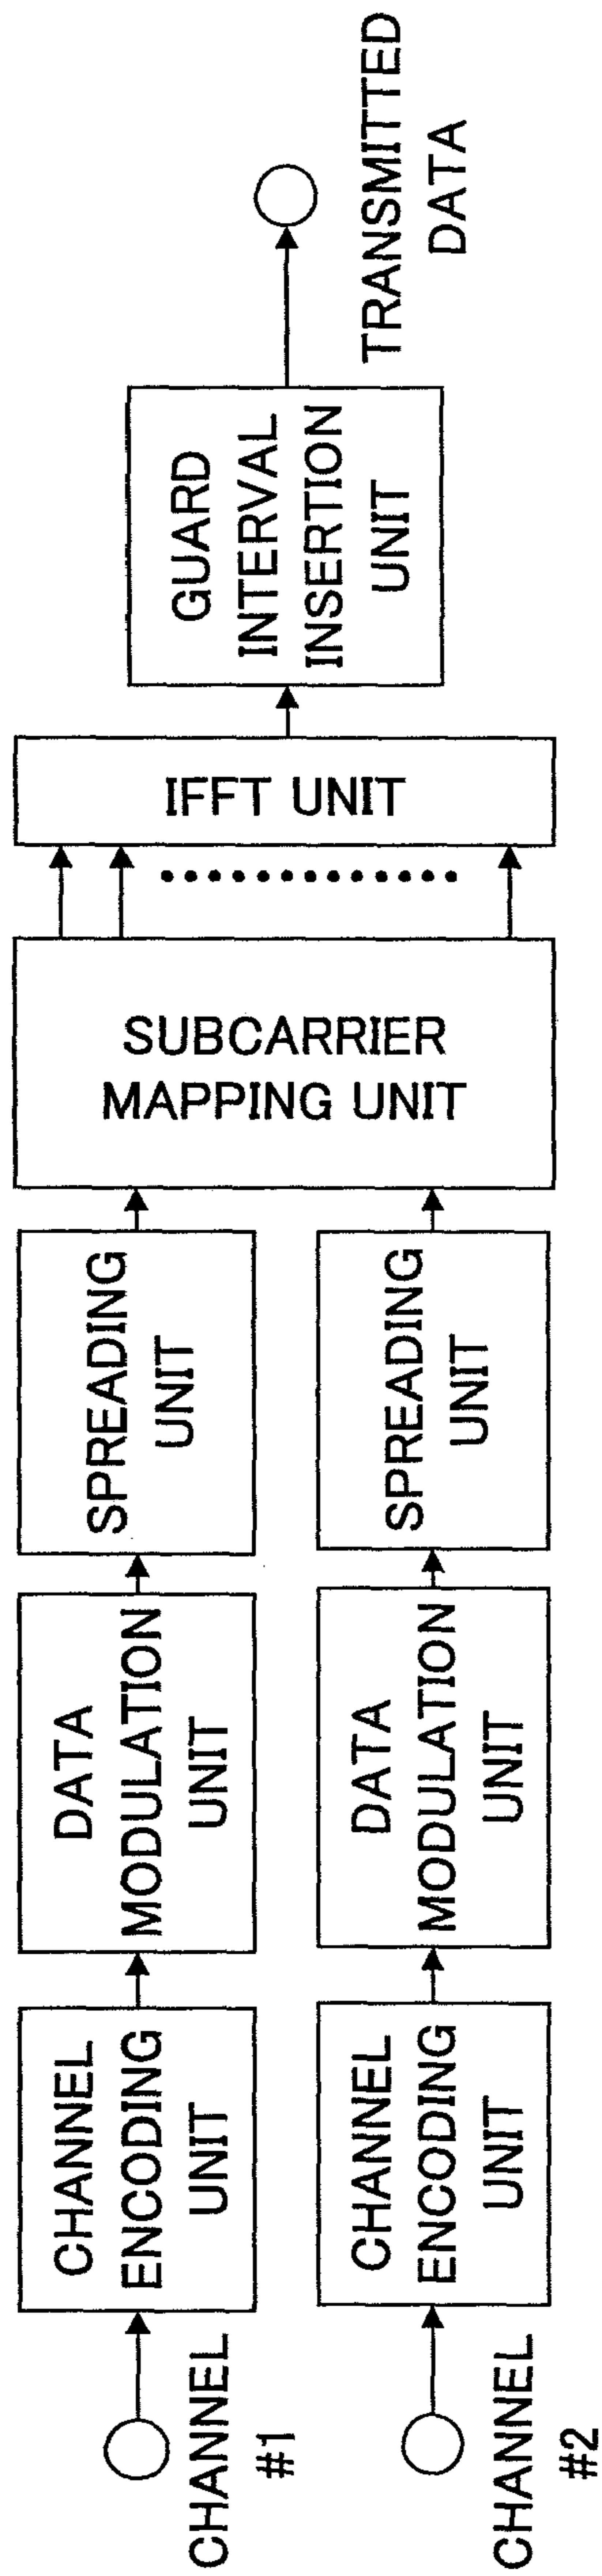 CHANNEL
#1
CHANNEL
ENCODING
UNIT
DATA
MODULATION
UNIT
SPREADING
UNIT
CHANNEL
#2
CHANNEL
ENCODING
UNIT
DATA
MODULATION
UNIT
SPREADING
UNIT
SUBCARRIER
MAPPING UNIT
IFFT UNIT
GUARD
INTERVAL
INSERTION
UNIT
TRANSMITTED
DATA